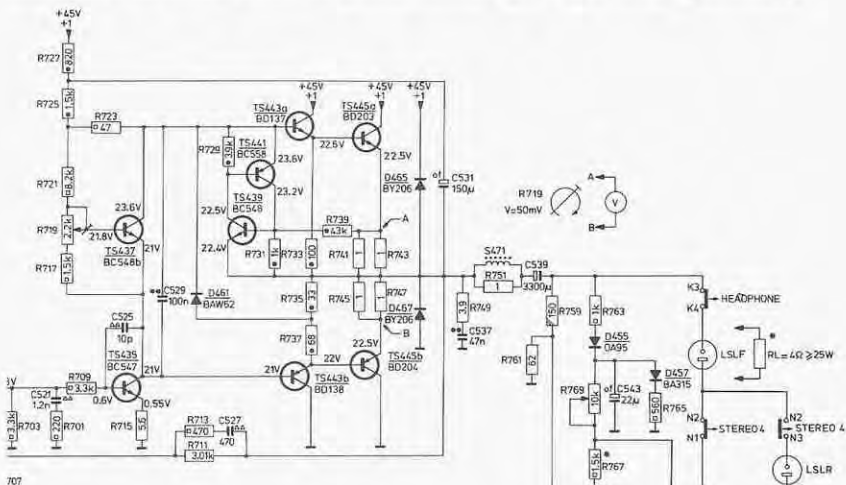 +45V
+1
R727
820
R725
1.5k
R723
47
R721
8.2k
R719
2.2k
21.8V
R717
1.5k
23.6V
TS437
BC548b
21V
C525
10p
TS435
BC547
21V
R709
3.3k
0.6V
0.55V
C521
1.2n
R703
3.3k
R701
220
R715
5.6
R713
470
C527
470
R711
3.01k
707
C529
100n
D461
BAW62
R729
3.9k
TS441
BC558
23.6V
23.2V
TS439
BC548
22.5V
22.4V
R731
1k
R733
100
R735
33
R737
68
+45V
+1
TS443a
BD137
22.6V
+45V
+1
TS445a
BD203
22.5V
+45V
+1
R739
43k
A
R741
1
R743
1
R745
1
R747
1
B
21V
TS443b
BD138
22V
22.5V
TS445b
BD204
D465
BY206
D467
BY206
C531
150µ
R749
3.9
C537
47n
S471
R751
1
C539
3300µ
R719
V=50mV
A
V
B
R759
150
R761
62
R763
1k
D455
OA95
D457
BA315
R769
10k
C543
22µ
R765
560
R767
1.5k
K3
K4
HEADPHONE
LSLF
RL=4Ω≥25W
N2
N1
STEREO 4
N2
N3
STEREO 4
LSLR